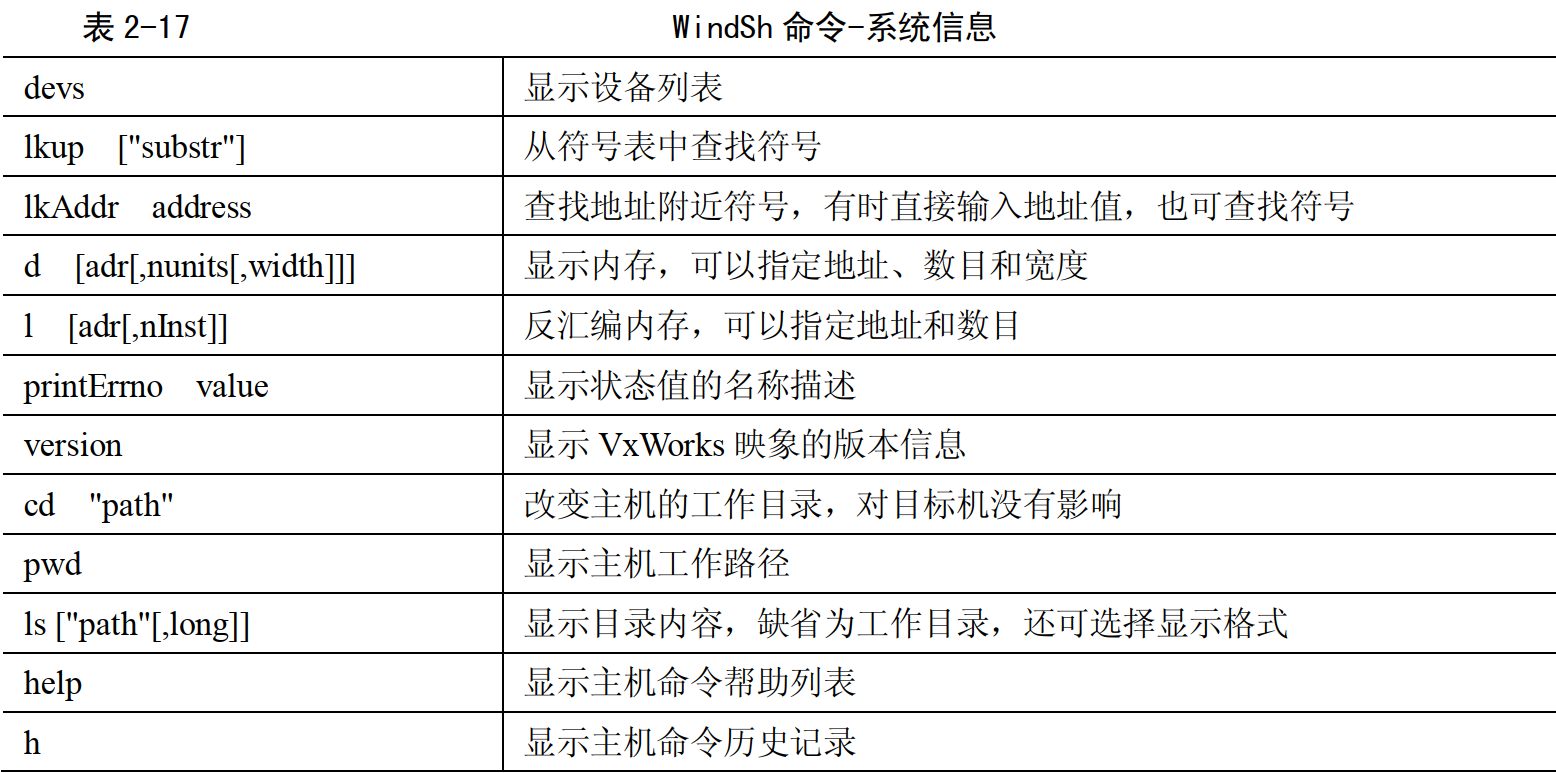 表 2-17 WindSh 命令-系统信息
devs 显示设备列表
lkup ["substr"] 从符号表中查找符号
lkAddr address 查找地址附近符号，有时直接输入地址值，也可查找符号
d [adr[,nunits[,width]]] 显示内存，可以指定地址、数目和宽度
l [adr[,nInst]] 反汇编内存，可以指定地址和数目
printErrno value 显示状态值的名称描述
version 显示 VxWorks 映象的版本信息
cd "path" 改变主机的工作目录，对目标机没有影响
pwd 显示主机工作路径
ls ["path"[,long]] 显示目录内容，缺省为工作目录，还可选择显示格式
help 显示主机命令帮助列表
h 显示主机命令历史记录